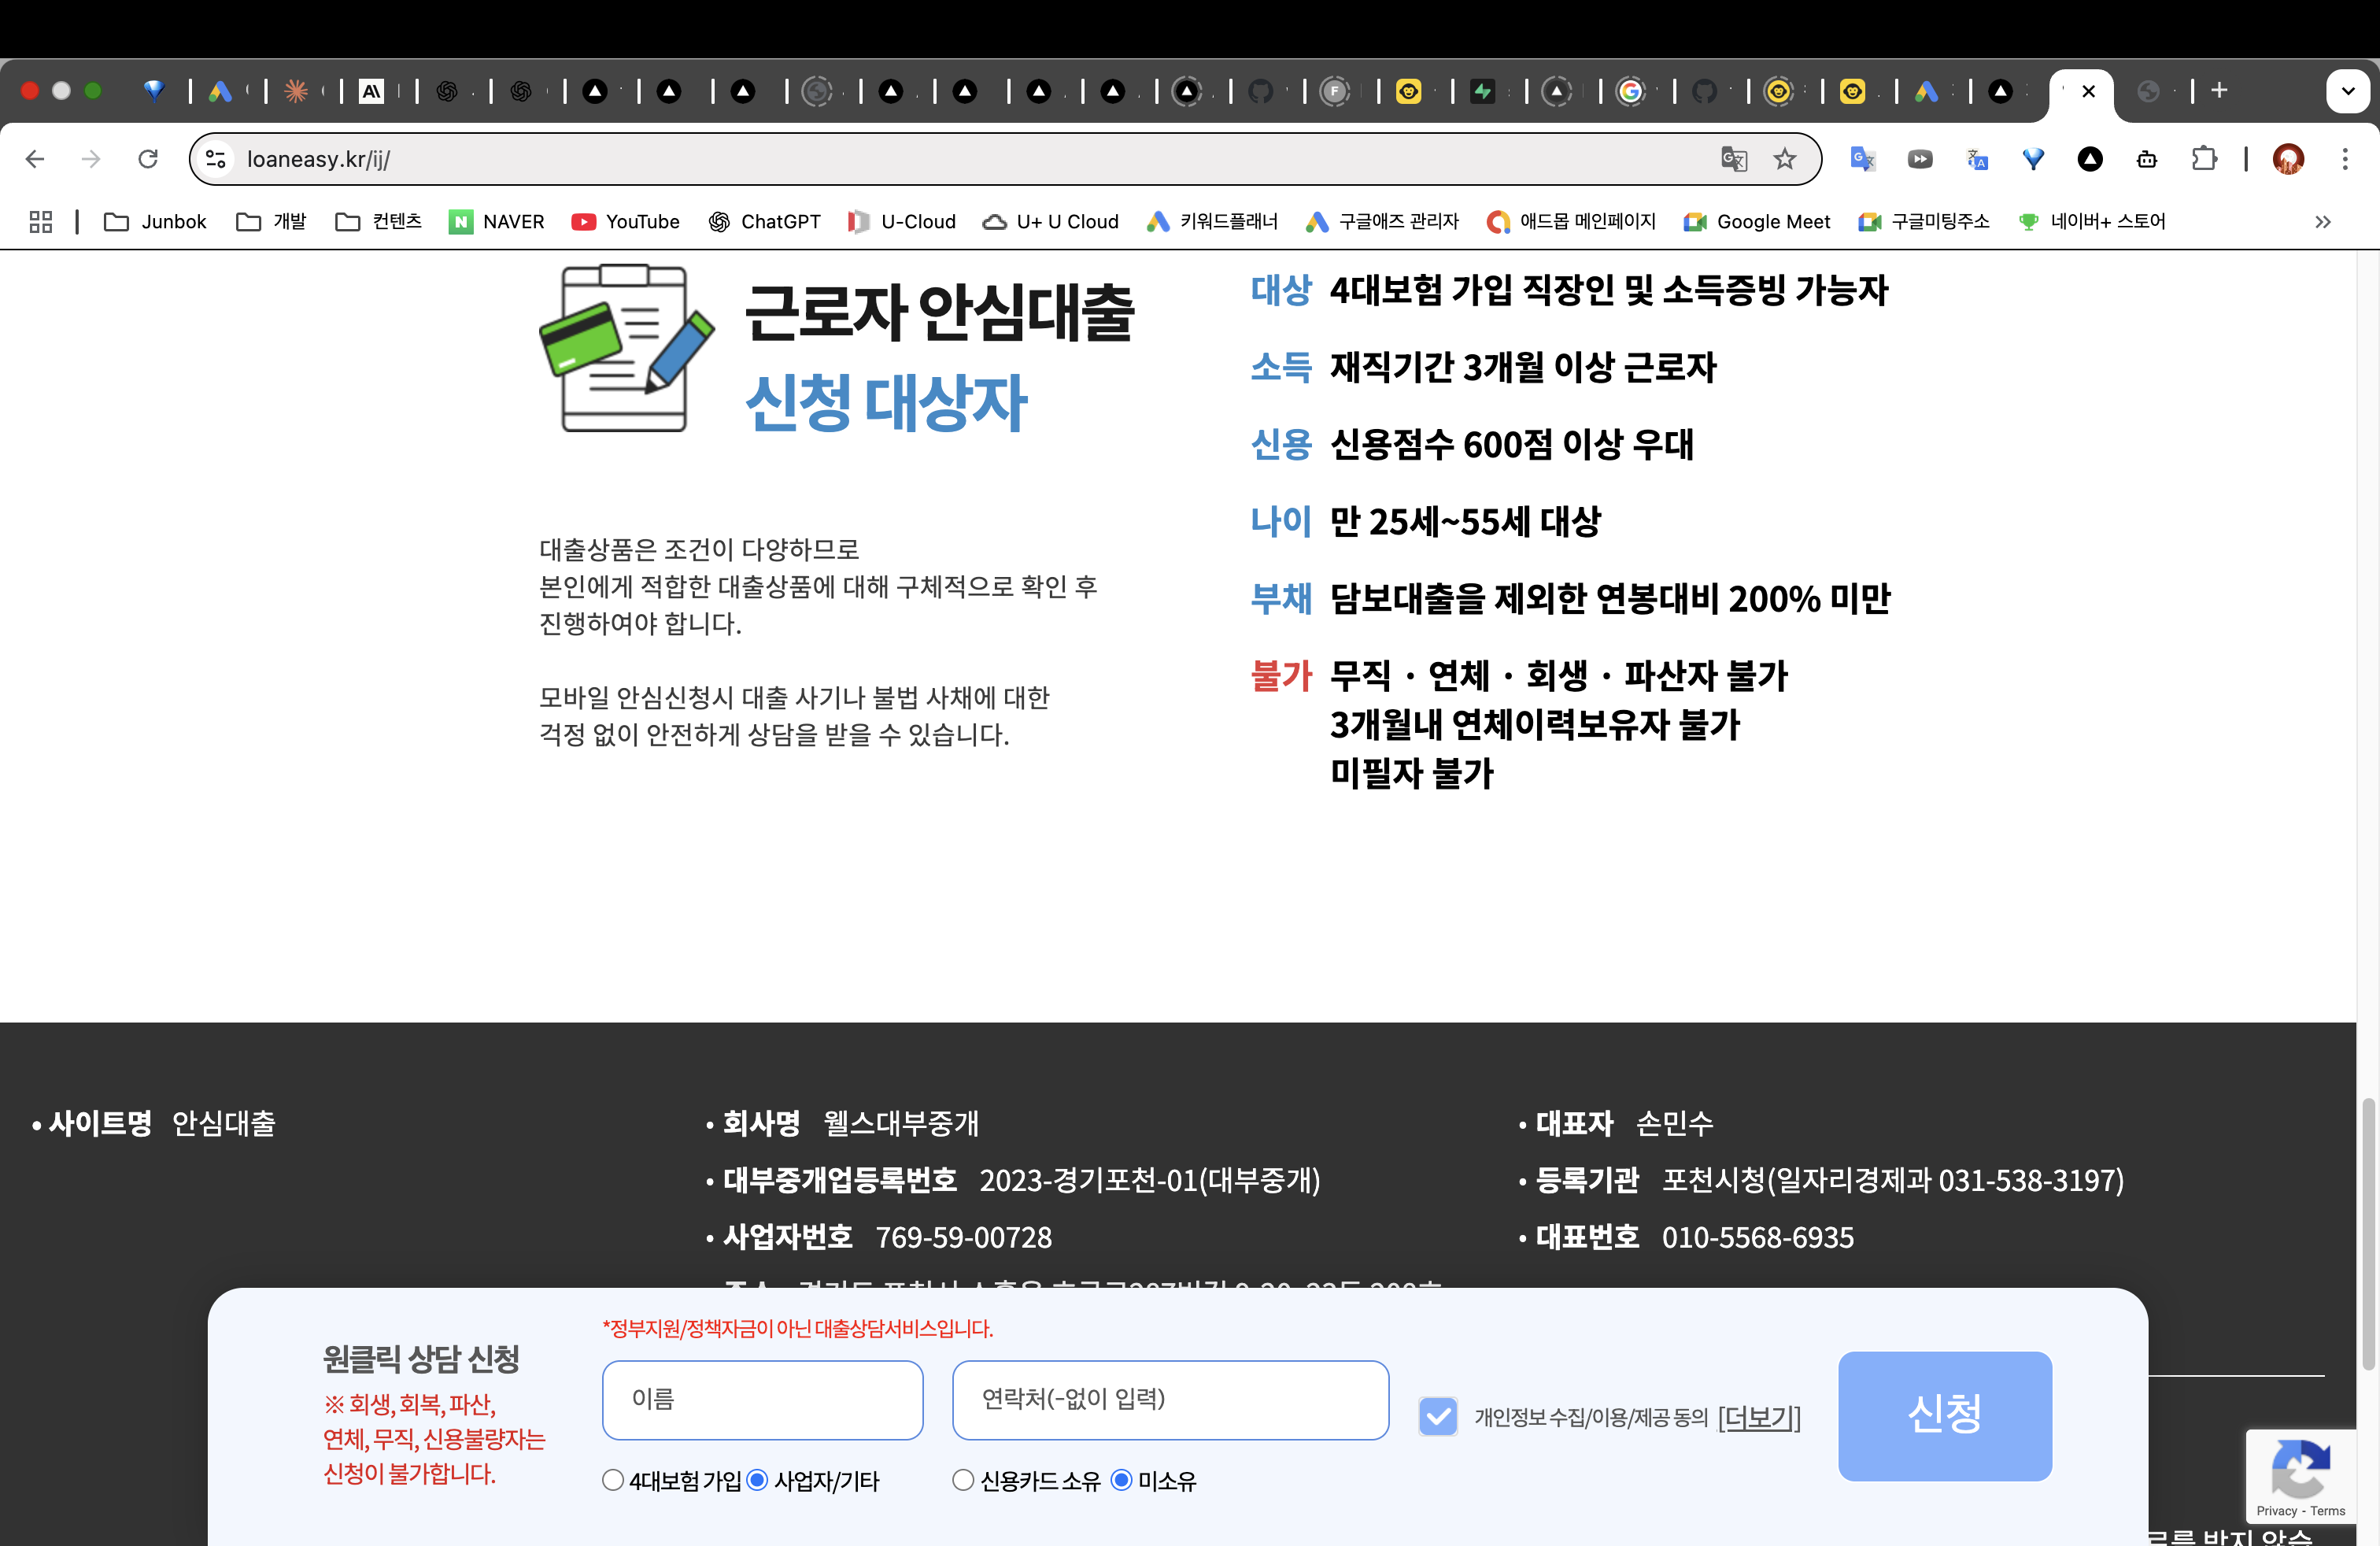 loaneasy.kr/ij/
Junbok
개발
컨텐츠
NAVER
YouTube
ChatGPT
U-Cloud
U+ U Cloud
키워드플래너
구글애즈 관리자
애드몹 메인페이지
Google Meet
구글미팅주소
네이버+ 스토어
근로자 안심대출
신청 대상자
대출상품은 조건이 다양하므로
본인에게 적합한 대출상품에 대해 구체적으로 확인 후
진행하여야 합니다.
모바일 안심신청시 대출 사기나 불법 사채에 대한
걱정 없이 안전하게 상담을 받을 수 있습니다.
대상 4대보험 가입 직장인 및 소득증빙 가능자
소득 재직기간 3개월 이상 근로자
신용 신용점수 600점 이상 우대
나이 만 25세~55세 대상
부채 담보대출을 제외한 연봉대비 200% 미만
불가 무직 · 연체 · 회생 · 파산자 불가
3개월내 연체이력보유자 불가
미필자 불가
• 사이트명 안심대출
• 회사명 웰스대부중개
• 대부중개업등록번호 2023-경기포천-01(대부중개)
• 사업자번호 769-59-00728
• 대표자 손민수
• 등록기관 포천시청(일자리경제과 031-538-3197)
• 대표번호 010-5568-6935
원클릭 상담 신청
※ 회생, 회복, 파산,
연체, 무직, 신용불량자는
신청이 불가합니다.
*정부지원/정책자금이 아닌 대출상담서비스입니다.
이름
연락처(-없이 입력)
4대보험 가입 사업자/기타
신용카드 소유 미소유
개인정보 수집/이용/제공 동의 [더보기]
신청
Privacy - Terms